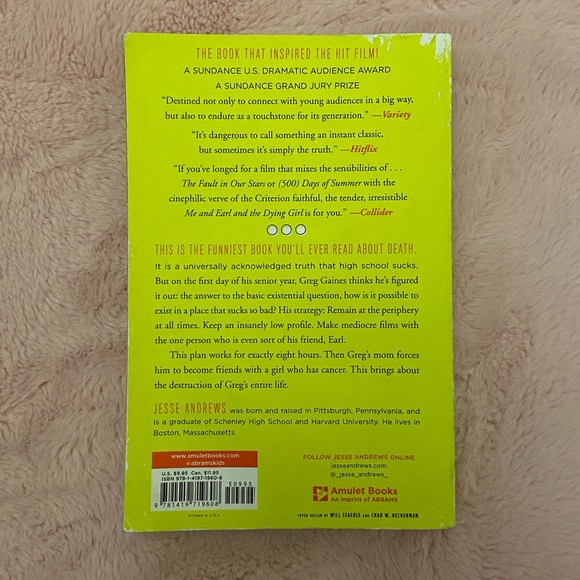 THE BOOK THAT INSPIRED THE HIT FILM!
A SUNDANCE U.S. DRAMATIC AUDIENCE AWARD
A SUNDANCE GRAND JURY PRIZE
“Destined not only to connect with young audiences in a big way,
but also to endure as a touchstone for its generation.” —Variety
“It’s dangerous to call something an instant classic,
but sometimes it’s simply the truth.” —Hitflix
“If you’ve longed for a film that mixes the sensibilities of . . .
The Fault in Our Stars or (500) Days of Summer with the
cinephilic verve of the Criterion faithful, the tender, irresistible
Me and Earl and the Dying Girl is for you.” —Collider
THIS IS THE FUNNIEST BOOK YOU’LL EVER READ ABOUT DEATH.
It is a universally acknowledged truth that high school sucks.
But on the first day of his senior year, Greg Gaines thinks he’s figured
it out: the answer to the basic existential question, how is it possible to
exist in a place that sucks so bad? His strategy: Remain at the periphery
at all times. Keep an insanely low profile. Make mediocre films with
the one person who is even sort of his friend, Earl.
This plan works for exactly eight hours. Then Greg’s mom forces
him to become friends with a girl who has cancer. This brings about
the destruction of Greg’s entire life.
JESSE ANDREWS was born and raised in Pittsburgh, Pennsylvania, and
is a graduate of Schenley High School and Harvard University. He lives in
Boston, Massachusetts.
www.amuletbooks.com
@abramskids
U.S. $9.95 Can. $11.95
ISBN 978-1-4197-1960-8
50995
9 781419 719608
Printed in U.S.A.
FOLLOW JESSE ANDREWS ONLINE
jesseandrews.com
@_jesse_andrews_
Amulet Books
An imprint of ABRAMS
COVER DESIGN BY WILL STAEHLE AND CHAD W. BECKERMAN